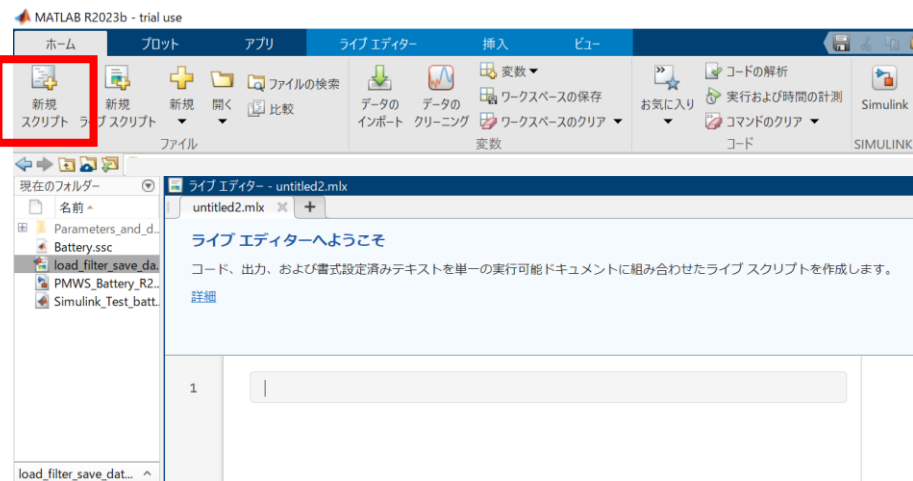 MATLAB R2023b - trial use
ホーム プロット アプリ ライブ エディター 挿入 ビュー
新規 スクリプト
新規 ライブ スクリプト
新規
開く
ファイルの検索
比較
ファイル
データの インポート
データの クリーニング
変数
ワークスペースの保存
ワークスペースのクリア
変数
お気に入り
コードの解析
実行および時間の計測
コマンドのクリア
コード
Simulink
SIMULINK
現在のフォルダー
名前
Parameters_and_d..
Battery.ssc
load_filter_save_da..
PMWS_Battery_R2..
Simulink_Test_batt..
load_filter_save_dat...
ライブ エディター - untitled2.mlx
untitled2.mlx
ライブ エディターへようこそ
コード、出力、および書式設定済みテキストを単一の実行可能ドキュメントに組み合わせたライブ スクリプトを作成します。
詳細
1